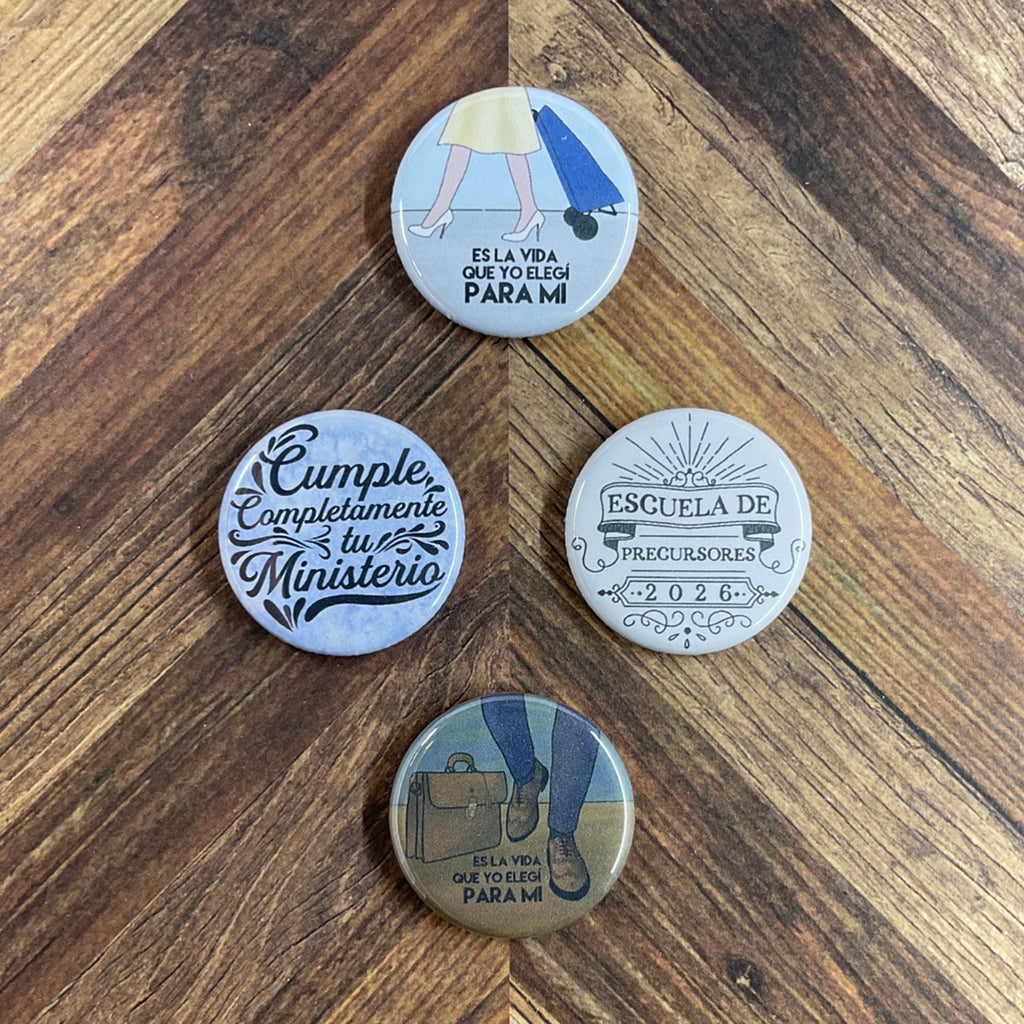 ES LA VIDA
QUE YO ELEGÍ
PARA MI
Cumple
Completamente
tu
Ministerio
ESCUELA DE
PRECURSORES
2026
ES LA VIDA
QUE YO ELEGÍ
PARA MI